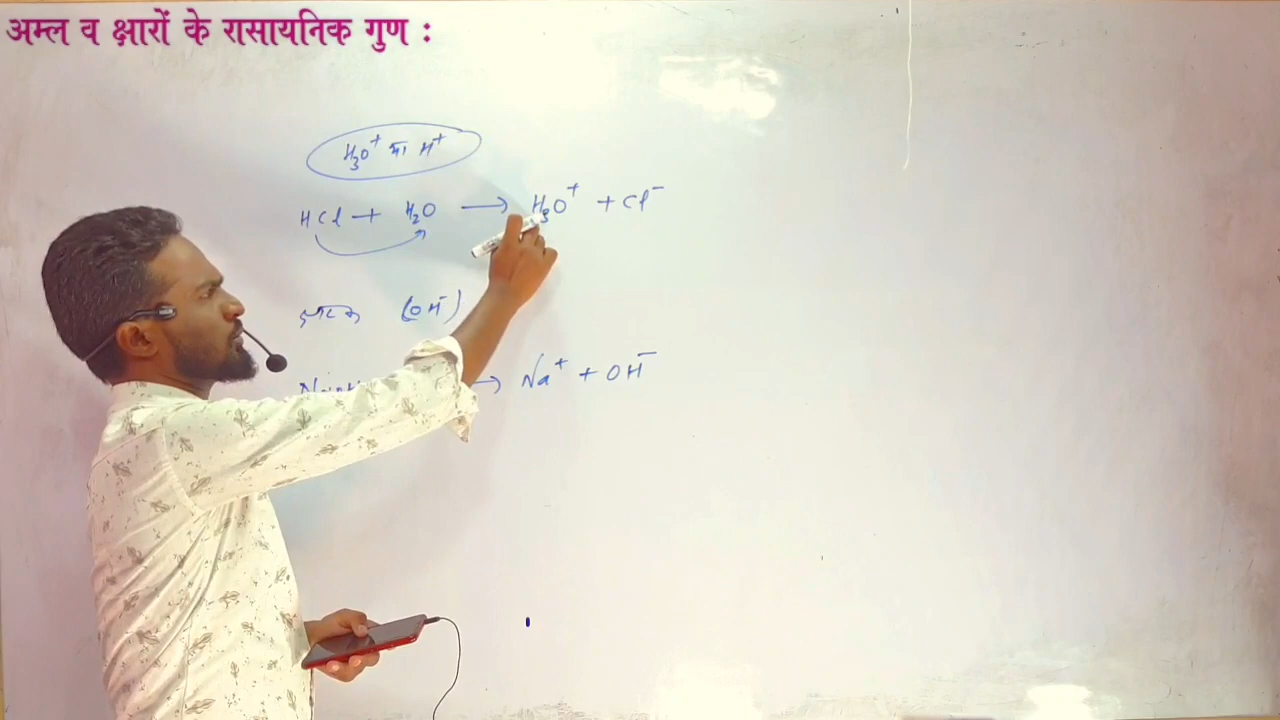 अम्ल व क्षारों के रासायनिक गुण :
H₃O⁺ या H⁺
HCl + H₂O → H₃O⁺ + Cl⁻
(OH⁻)
→ Na⁺ + OH⁻